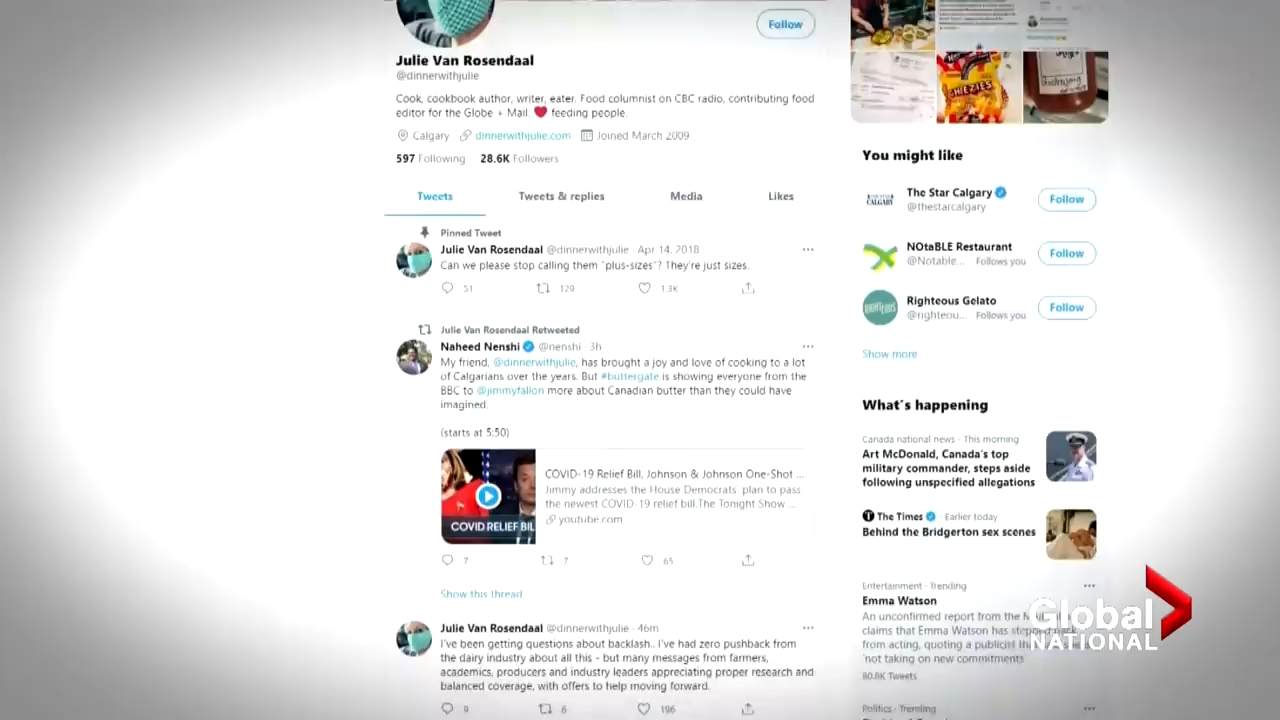 Follow
Julie Van Rosendaal
@dinnerwithjulie
Cook, cookbook author, writer, eater. Food columnist on CBC radio, contributing food
editor for the Globe + Mail. ❤ feeding people.
Calgary dinnerwithjulie.com Joined March 2009
597 Following 28.6K Followers
Tweets Tweets & replies Media Likes
Pinned Tweet
Julie Van Rosendaal @dinnerwithjulie · Apr 14, 2018
Can we please stop calling them "plus-sizes"? They're just sizes.
51 129 1.3K
Julie Van Rosendaal Retweeted
Naheed Nenshi @nenshi · 3h
My friend, @dinnerwithjulie, has brought a joy and love of cooking to a lot
of Calgarians over the years. But #buttergate is showing everyone from the
BBC to @jimmyfallon more about Canadian butter than they could have
imagined.
(starts at 5:50)
COVID RELIEF BIL
COVID-19 Relief Bill, Johnson & Johnson One-Shot ...
Jimmy addresses the House Democrats plan to pass
the newest COVID-19 relief bill.The Tonight Show ...
youtube.com
7 7 65
Show this thread
Julie Van Rosendaal @dinnerwithjulie · 46m
I've been getting questions about backlash.. I've had zero pushback from
the dairy industry about all this - but many messages from farmers,
academics, producers and industry leaders appreciating proper research and
balanced coverage, with offers to help moving forward.
9 6 196
You might like
The Star Calgary
@thestarcalgary
Follow
NOtaBLE Restaurant
@Notable... Follows you
Follow
RIGHTEOUS
Righteous Gelato
@righteou... Follows you
Follow
Show more
What's happening
Canada national news · This morning
Art McDonald, Canada's top
military commander, steps aside
following unspecified allegations
The Times Earlier today
Behind the Bridgerton sex scenes
Entertainment · Trending
Emma Watson
An unconfirmed report from the
claims that Emma Watson has
from acting, quoting a
'not taking on new commitments'
80.8K Tweets
Politics · Trending
Global
NATIONAL